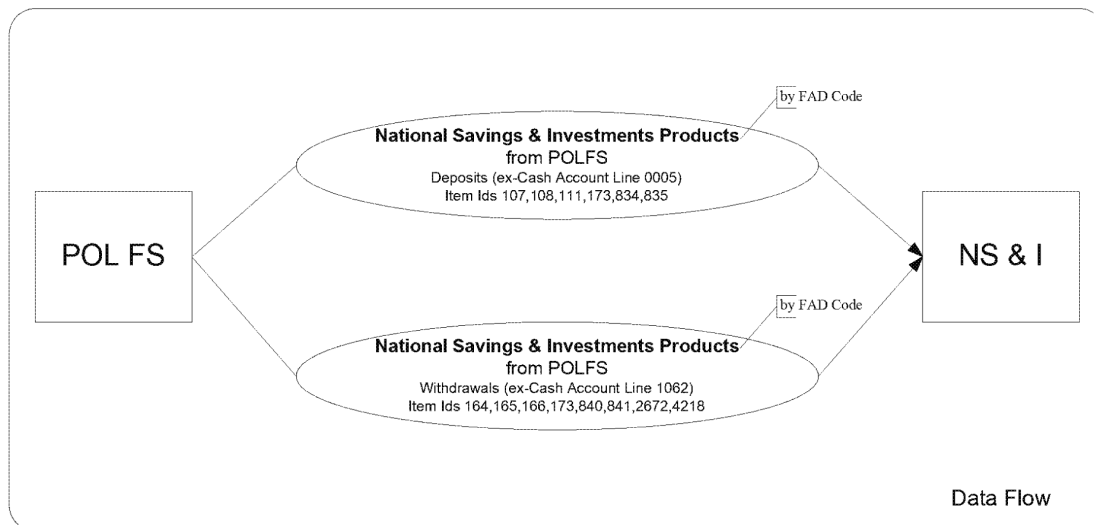 by FAD Code
National Savings & Investments Products
from POLFS
Deposits (ex-Cash Account Line 0005)
Item Ids 107,108,111,173,834,835
POL FS
NS & I
by FAD Code
National Savings & Investments Products
from POLFS
Withdrawals (ex-Cash Account Line 1062)
Item Ids 164,165,166,173,840,841,2672,4218
Data Flow